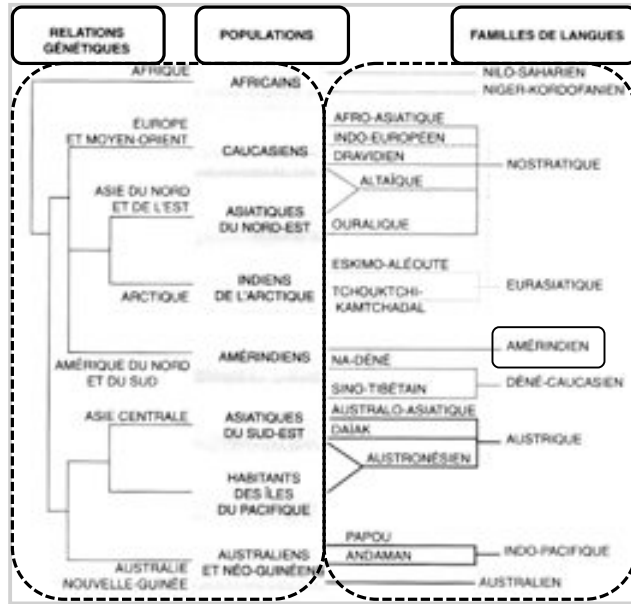 RELATIONS
GÉNÉTIQUES
POPULATIONS
FAMILLES DE LANGUES
AFRIQUE
AFRICAINS
NILO-SAHARIEN
NIGER-KORDOFANIEN
EUROPE
ET MOYEN-ORIENT
CAUCASIENS
AFRO-ASIATIQUE
INDO-EUROPÉEN
DRAVIDIEN
ALTAÏQUE
NOSTRATIQUE
ASIE DU NORD
ET DE L'EST
ASIATIQUES
DU NORD-EST
OURALIQUE
ARCTIQUE
INDIENS
DE L'ARCTIQUE
ESKIMO-ALÉOUTE
TCHOUKTCHI-
KAMTCHADAL
EURASIATIQUE
AMÉRIQUE DU NORD
ET DU SUD
AMÉRINDIENS
AMÉRINDIEN
NA-DÉNÉ
SINO-TIBÉTAIN
DÉNÉ-CAUCASIEN
ASIE CENTRALE
ASIATIQUES
DU SUD-EST
AUSTRALO-ASIATIQUE
DAÏAK
AUSTRONÉSIEN
AUSTRIQUE
HABITANTS
DES ÎLES
DU PACIFIQUE
AUSTRALIE
NOUVELLE-GUINÉE
AUSTRALIENS
ET NÉO-GUINÉEN
PAPOU
ANDAMAN
INDO-PACIFIQUE
AUSTRALIEN